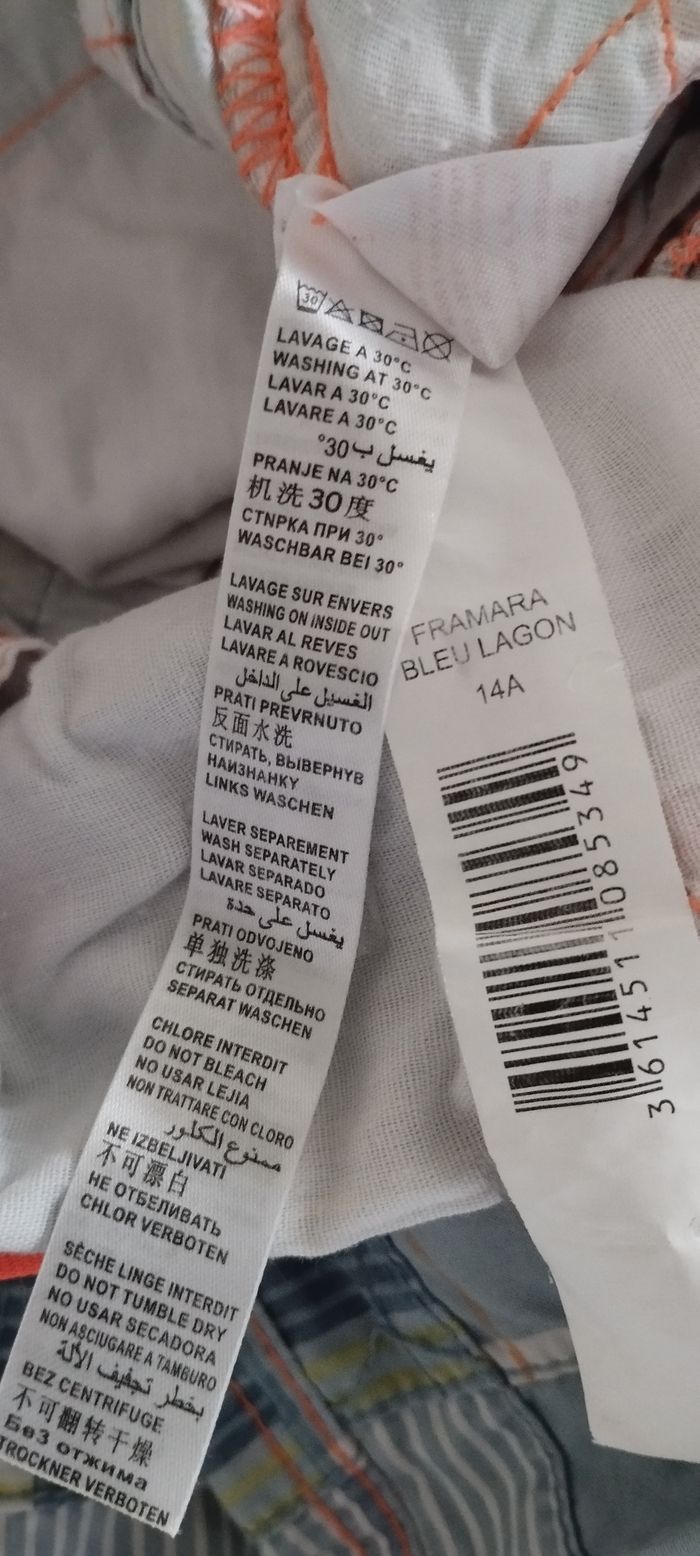 30
LAVAGE A 30°C
WASHING AT 30°C
LAVAR A 30°C
LAVARE A 30°C
يغسل ب 30°
PRANJE NA 30°C
机洗30度
СТNРКА ПРИ 30°
WASCHBAR BEI 30°
LAVAGE SUR ENVERS
WASHING ON INSIDE OUT
LAVAR AL REVES
LAVARE A ROVESCIO
الغسيل على الداخل
PRATI PREVRNUTO
反面水洗
СТИРАТЬ, ВЫВЕРНУВ
НАИЗНАНКУ
LINKS WASCHEN
LAVER SEPAREMENT
WASH SEPARATELY
LAVAR SEPARADO
LAVARE SEPARATO
يغسل على حدة
PRATI ODVOJENO
单独洗涤
СТИРАТЬ ОТДЕЛЬНО
SEPARAT WASCHEN
CHLORE INTERDIT
DO NOT BLEACH
NO USAR LEJIA
NON TRATTARE CON CLORO
ممنوع الكلور
NE IZBELJIVATI
不可漂白
НЕ ОТБЕЛИВАТЬ
CHLOR VERBOTEN
SÈCHE LINGE INTERDIT
DO NOT TUMBLE DRY
NO USAR SECADORA
NON ASCIUGARE A TAMBURO
يخطر تجفيف الآلة
BEZ CENTRIFUGE
不可翻转干燥
Без отжима
TROCKNER VERBOTEN
FRAMARA
BLEU LAGON
14A
3 614511 085349